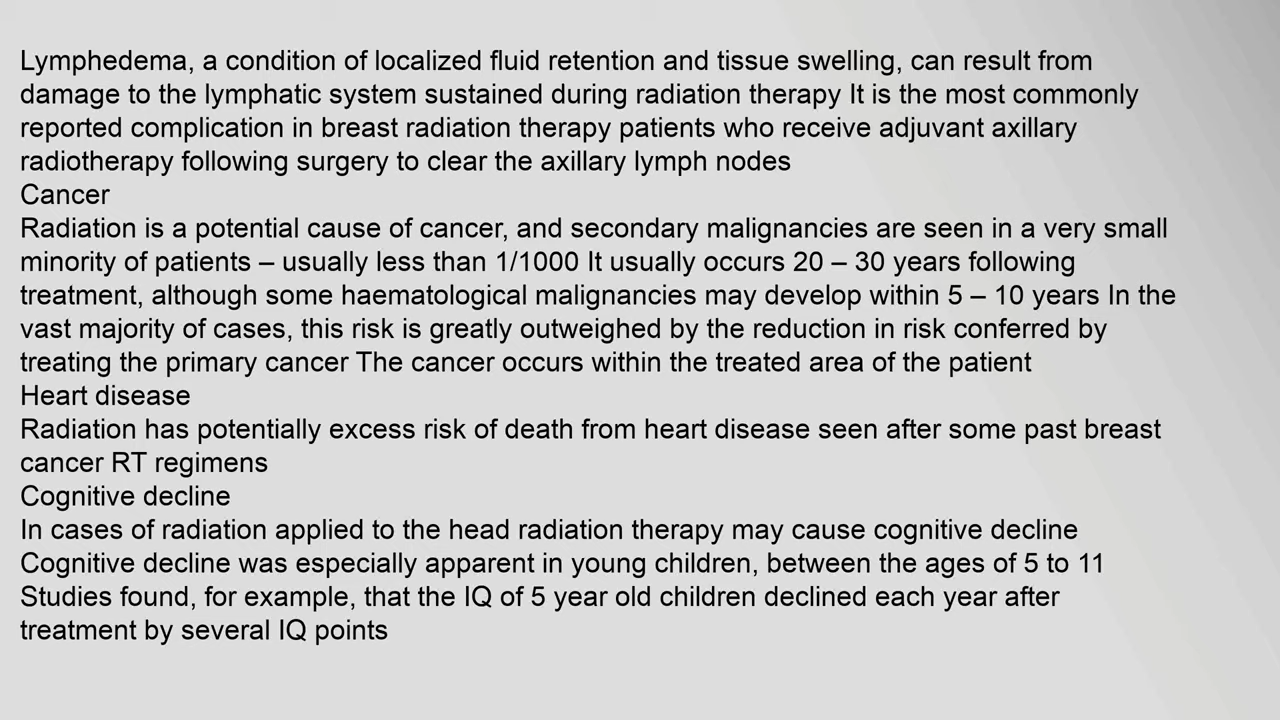 Lymphedema, a condition of localized fluid retention and tissue swelling, can result from
damage to the lymphatic system sustained during radiation therapy It is the most commonly
reported complication in breast radiation therapy patients who receive adjuvant axillary
radiotherapy following surgery to clear the axillary lymph nodes
Cancer
Radiation is a potential cause of cancer, and secondary malignancies are seen in a very small
minority of patients – usually less than 1/1000 It usually occurs 20 – 30 years following
treatment, although some haematological malignancies may develop within 5 – 10 years In the
vast majority of cases, this risk is greatly outweighed by the reduction in risk conferred by
treating the primary cancer The cancer occurs within the treated area of the patient
Heart disease
Radiation has potentially excess risk of death from heart disease seen after some past breast
cancer RT regimens
Cognitive decline
In cases of radiation applied to the head radiation therapy may cause cognitive decline
Cognitive decline was especially apparent in young children, between the ages of 5 to 11
Studies found, for example, that the IQ of 5 year old children declined each year after
treatment by several IQ points